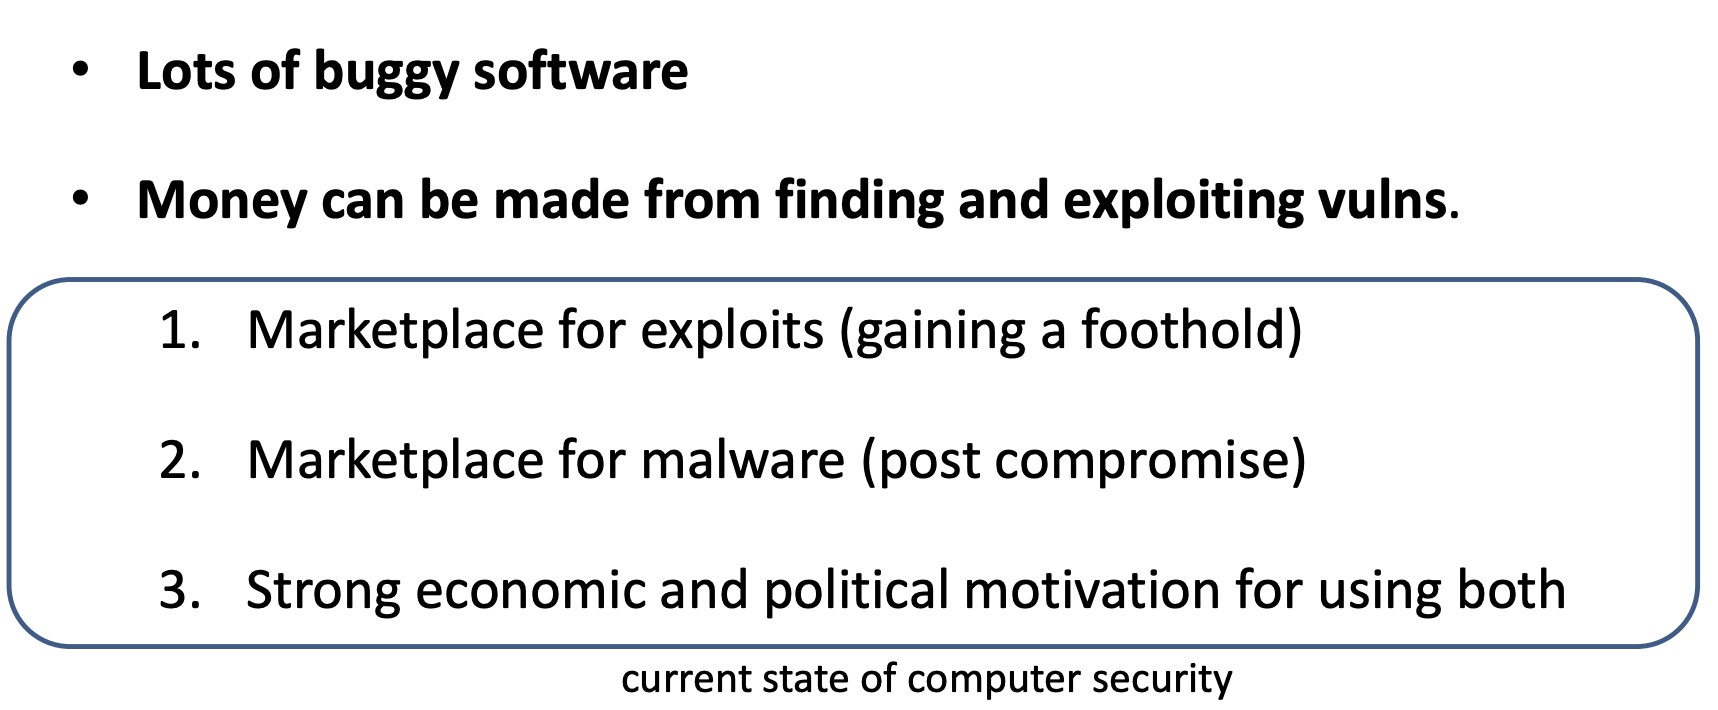 • Lots of buggy software
• Money can be made from finding and exploiting vulns.
1. Marketplace for exploits (gaining a foothold)
2. Marketplace for malware (post compromise)
3. Strong economic and political motivation for using both
current state of computer security